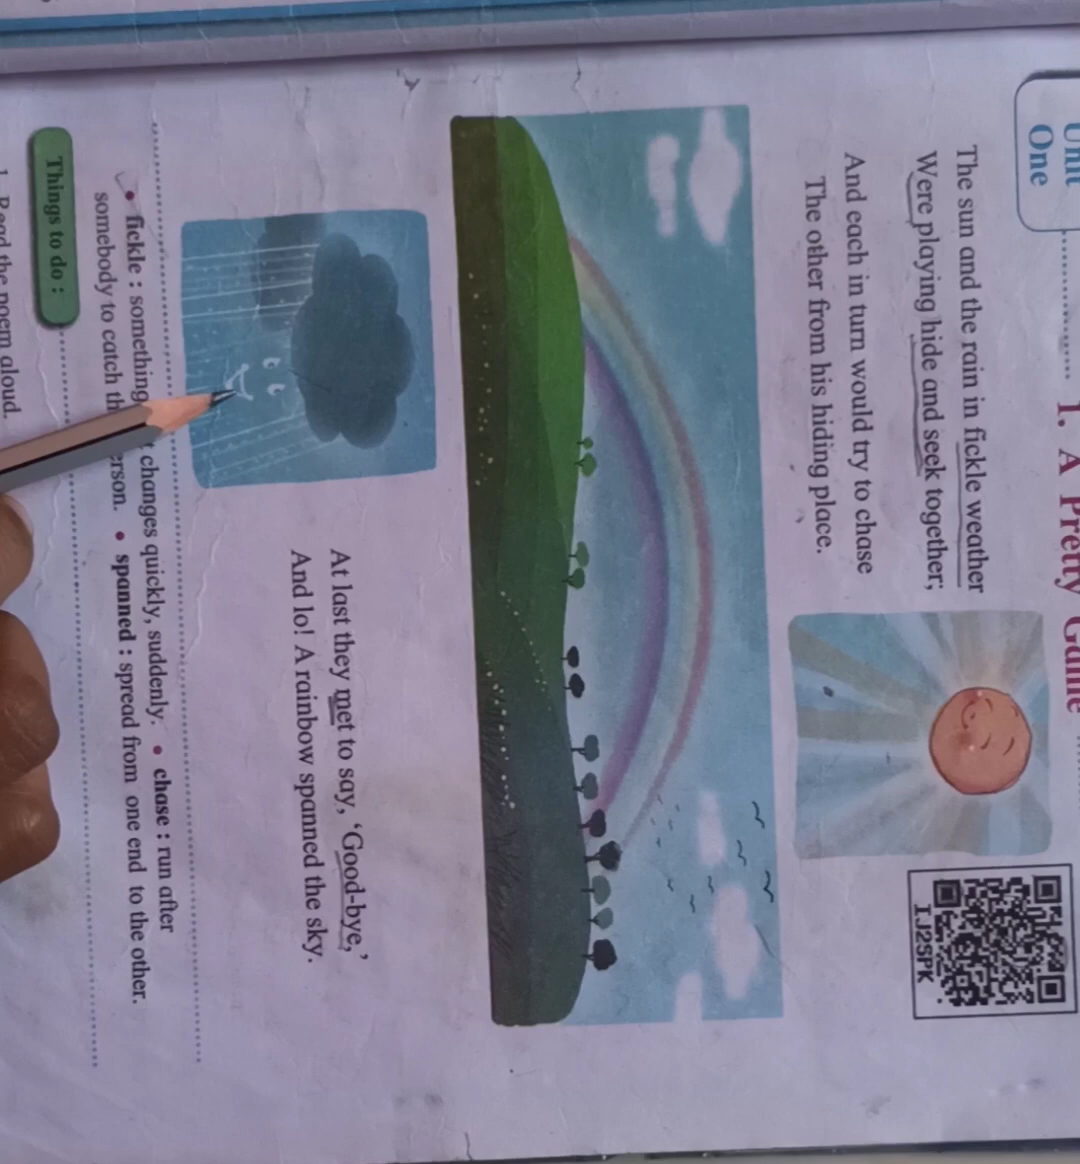 Unit
One
1. A Pretty Game
The sun and the rain in fickle weather
Were playing hide and seek together;
And each in turn would try to chase
The other from his hiding place.
IJ2SPK
At last they met to say, ‘Good-bye,’
And lo! A rainbow spanned the sky.
• fickle : something changes quickly, suddenly. • chase : run after
somebody to catch • spanned : spread from one end to the other.
Things to do :
1. Read the poem aloud.